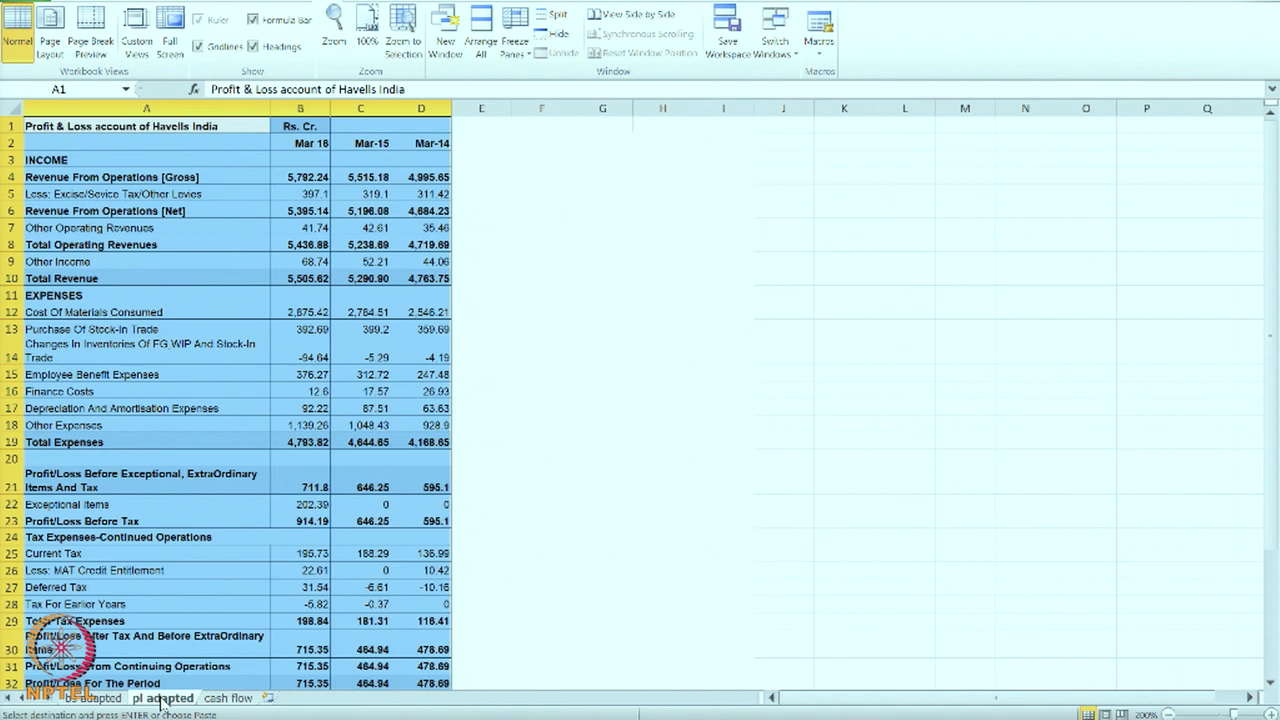 Normal Page Layout Page Break Preview Custom Views Full Screen
Workbook Views
Ruler Formula Bar
Gridlines Headings
Show
Zoom 100% Zoom to Selection
Zoom
New Window Arrange All Freeze Panes
Split
Hide
Unhide
View Side by Side
Synchronous Scrolling
Reset Window Position
Window
Save Workspace Switch Windows
Macros
Macros
A1 fx Profit & Loss account of Havells India
A B C D E F G H I J K L M N O P Q
1 Profit & Loss account of Havells India Rs. Cr.
2 Mar 16 Mar-15 Mar-14
3 INCOME
4 Revenue From Operations [Gross] 5,792.24 5,515.18 4,995.65
5 Less: Excise/Sevice Tax/Other Levies 397.1 319.1 311.42
6 Revenue From Operations [Net] 5,395.14 5,196.08 4,684.23
7 Other Operating Revenues 41.74 42.61 35.46
8 Total Operating Revenues 5,436.88 5,238.69 4,719.69
9 Other Income 68.74 52.21 44.06
10 Total Revenue 5,505.62 5,290.90 4,763.75
11 EXPENSES
12 Cost Of Materials Consumed 2,875.42 2,784.51 2,546.21
13 Purchase Of Stock-In Trade 392.69 399.2 359.69
Changes In Inventories Of FG,WIP And Stock-In
14 Trade -94.64 -5.29 -4.19
15 Employee Benefit Expenses 376.27 312.72 247.48
16 Finance Costs 12.6 17.57 26.93
17 Depreciation And Amortisation Expenses 92.22 87.51 63.63
18 Other Expenses 1,139.26 1,048.43 928.9
19 Total Expenses 4,793.82 4,644.65 4,168.65
20
Profit/Loss Before Exceptional, ExtraOrdinary
21 Items And Tax 711.8 646.25 595.1
22 Exceptional Items 202.39 0 0
23 Profit/Loss Before Tax 914.19 646.25 595.1
24 Tax Expenses-Continued Operations
25 Current Tax 195.73 188.29 136.99
26 Less: MAT Credit Entitlement 22.61 0 10.42
27 Deferred Tax 31.54 -6.61 -10.16
28 Tax For Earlier Years -5.82 -0.37 0
29 Total Tax Expenses 198.84 181.31 116.41
Profit/Loss After Tax And Before ExtraOrdinary
30 Items 715.35 464.94 478.69
31 Profit/Loss From Continuing Operations 715.35 464.94 478.69
32 Profit/Loss For The Period 715.35 464.94 478.69
NPTEL
adapted pl adapted cash flow
Select destination and press ENTER or choose Paste 200%